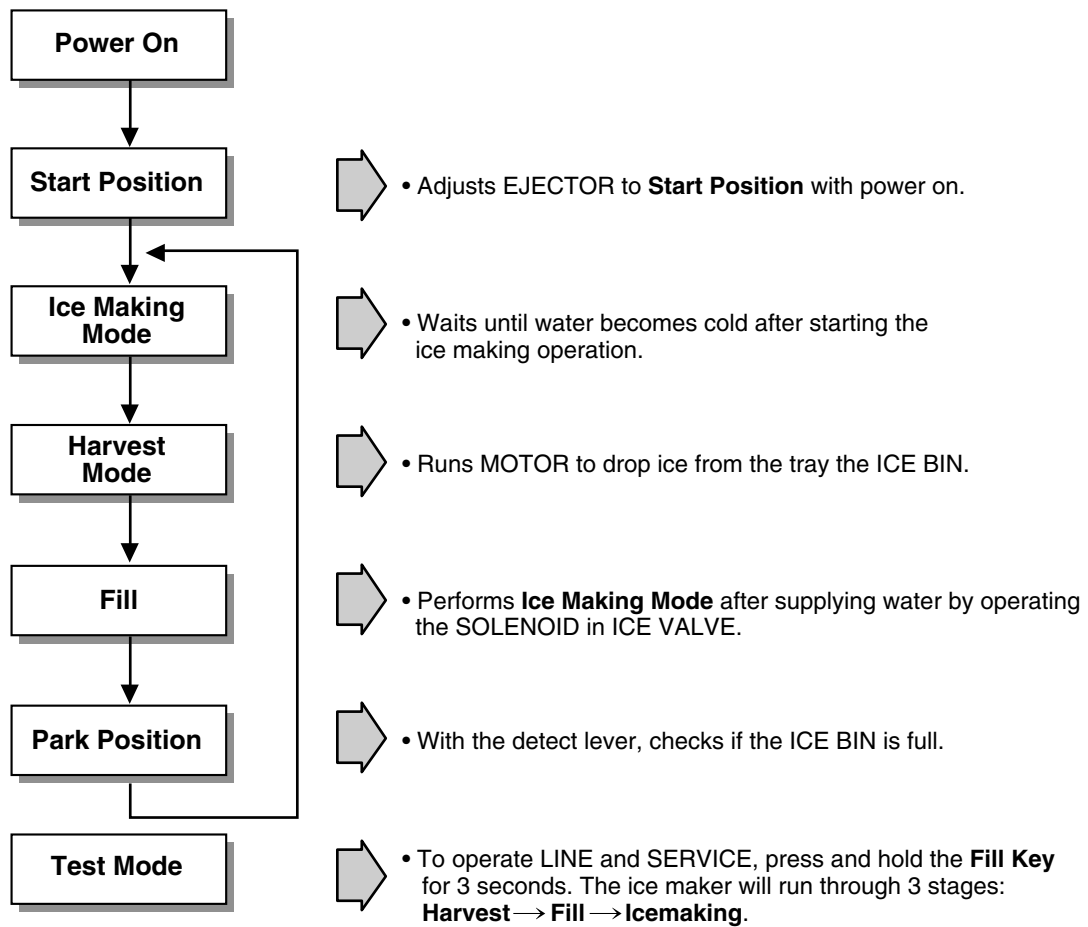 Power On
Start Position
• Adjusts EJECTOR to Start Position with power on.
Ice Making
Mode
• Waits until water becomes cold after starting the
ice making operation.
Harvest
Mode
• Runs MOTOR to drop ice from the tray the ICE BIN.
Fill
• Performs Ice Making Mode after supplying water by operating
the SOLENOID in ICE VALVE.
Park Position
• With the detect lever, checks if the ICE BIN is full.
Test Mode
• To operate LINE and SERVICE, press and hold the Fill Key
for 3 seconds. The ice maker will run through 3 stages:
Harvest → Fill → Icemaking.